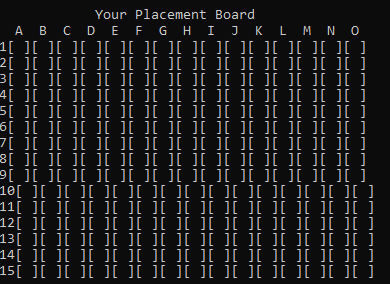 Your Placement Board
A B C D E F G H I J K L M N O
1[ ][ ][ ][ ][ ][ ][ ][ ][ ][ ][ ][ ][ ][ ][ ]
2[ ][ ][ ][ ][ ][ ][ ][ ][ ][ ][ ][ ][ ][ ][ ]
3[ ][ ][ ][ ][ ][ ][ ][ ][ ][ ][ ][ ][ ][ ][ ]
4[ ][ ][ ][ ][ ][ ][ ][ ][ ][ ][ ][ ][ ][ ][ ]
5[ ][ ][ ][ ][ ][ ][ ][ ][ ][ ][ ][ ][ ][ ][ ]
6[ ][ ][ ][ ][ ][ ][ ][ ][ ][ ][ ][ ][ ][ ][ ]
7[ ][ ][ ][ ][ ][ ][ ][ ][ ][ ][ ][ ][ ][ ][ ]
8[ ][ ][ ][ ][ ][ ][ ][ ][ ][ ][ ][ ][ ][ ][ ]
9[ ][ ][ ][ ][ ][ ][ ][ ][ ][ ][ ][ ][ ][ ][ ]
10[ ][ ][ ][ ][ ][ ][ ][ ][ ][ ][ ][ ][ ][ ][ ]
11[ ][ ][ ][ ][ ][ ][ ][ ][ ][ ][ ][ ][ ][ ][ ]
12[ ][ ][ ][ ][ ][ ][ ][ ][ ][ ][ ][ ][ ][ ][ ]
13[ ][ ][ ][ ][ ][ ][ ][ ][ ][ ][ ][ ][ ][ ][ ]
14[ ][ ][ ][ ][ ][ ][ ][ ][ ][ ][ ][ ][ ][ ][ ]
15[ ][ ][ ][ ][ ][ ][ ][ ][ ][ ][ ][ ][ ][ ][ ]